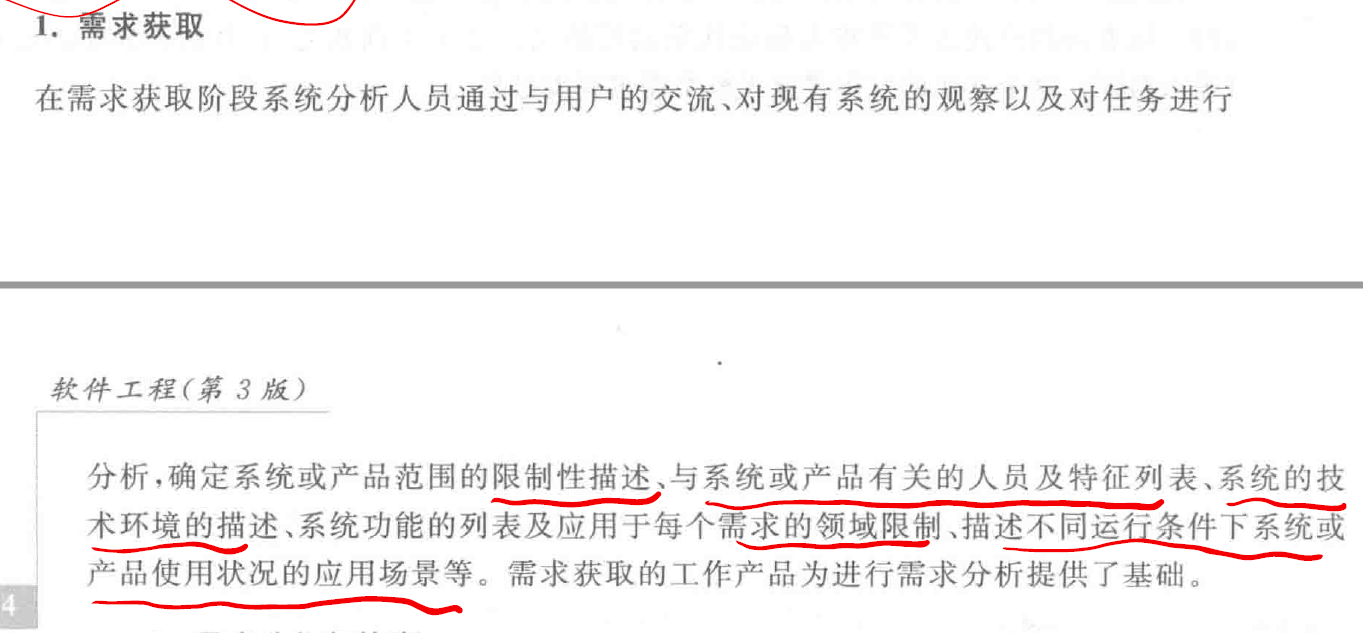 1. 需求获取
在需求获取阶段系统分析人员通过与用户的交流、对现有系统的观察以及对任务进行
软件工程(第 3 版)
分析,确定系统或产品范围的限制性描述、与系统或产品有关的人员及特征列表、系统的技
术环境的描述、系统功能的列表及应用于每个需求的领域限制、描述不同运行条件下系统或
产品使用状况的应用场景等。需求获取的工作产品为进行需求分析提供了基础。
4